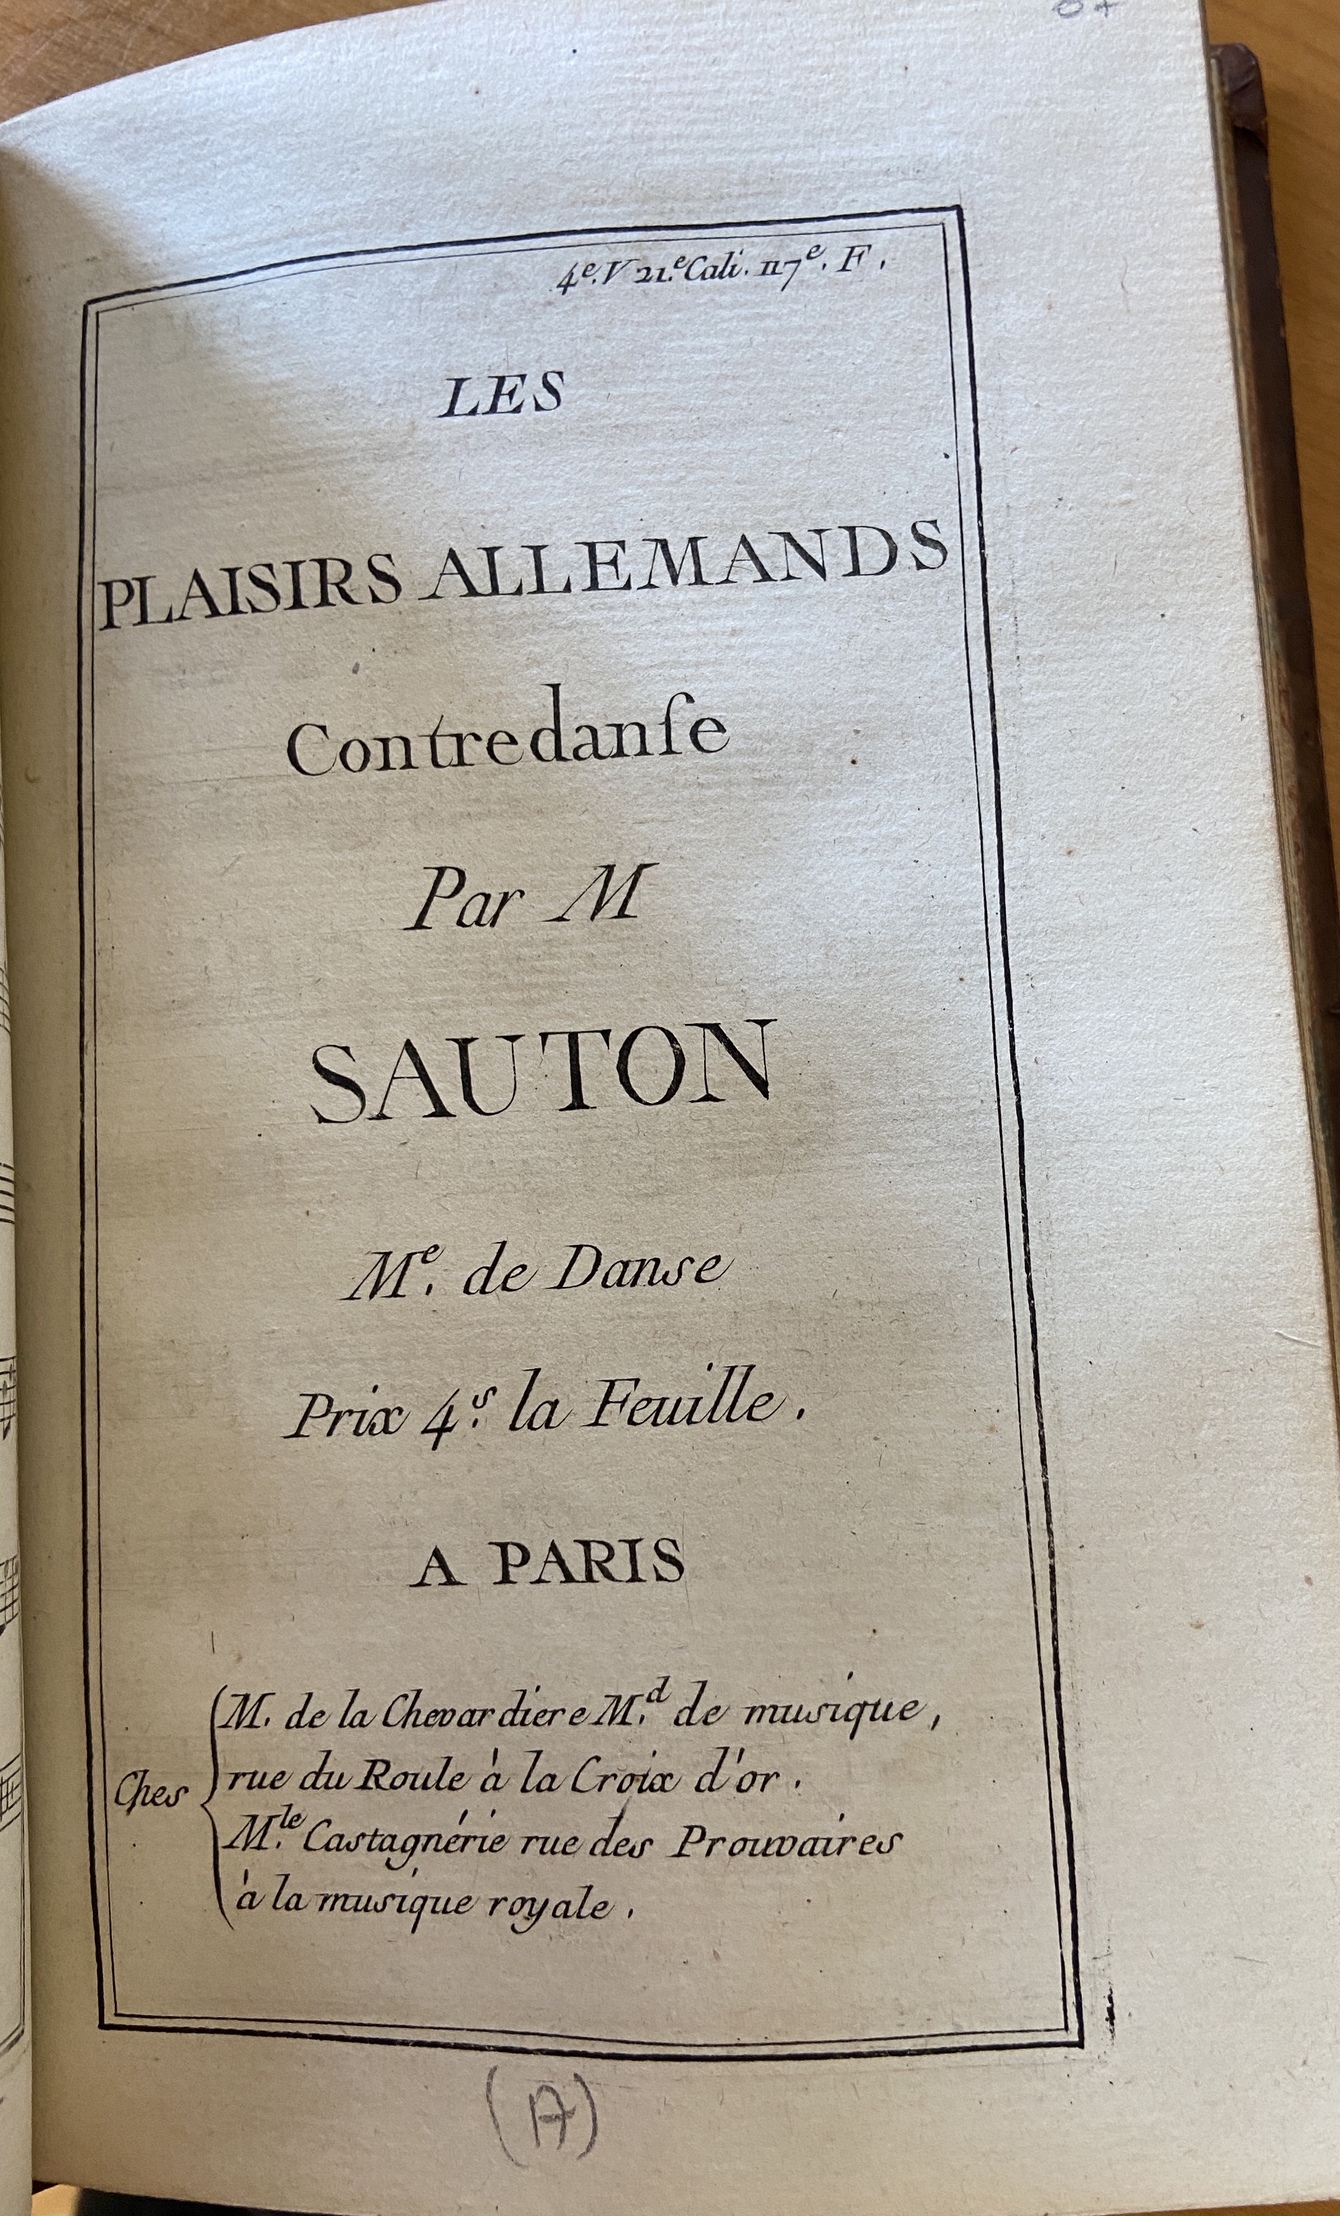 4.e V 21.e Cali. 117.e F.
LES
PLAISIRS ALLEMANDS
Contredanſe
Par M
SAUTON
M.e de Danse
Prix 4.s la Feuille.
A PARIS
Ches
M. de la Chevardiere M.d de musique,
rue du Roule à la Croix d'or.
M.le Castagnérie rue des Prouvaires
à la musique royale.
(A)